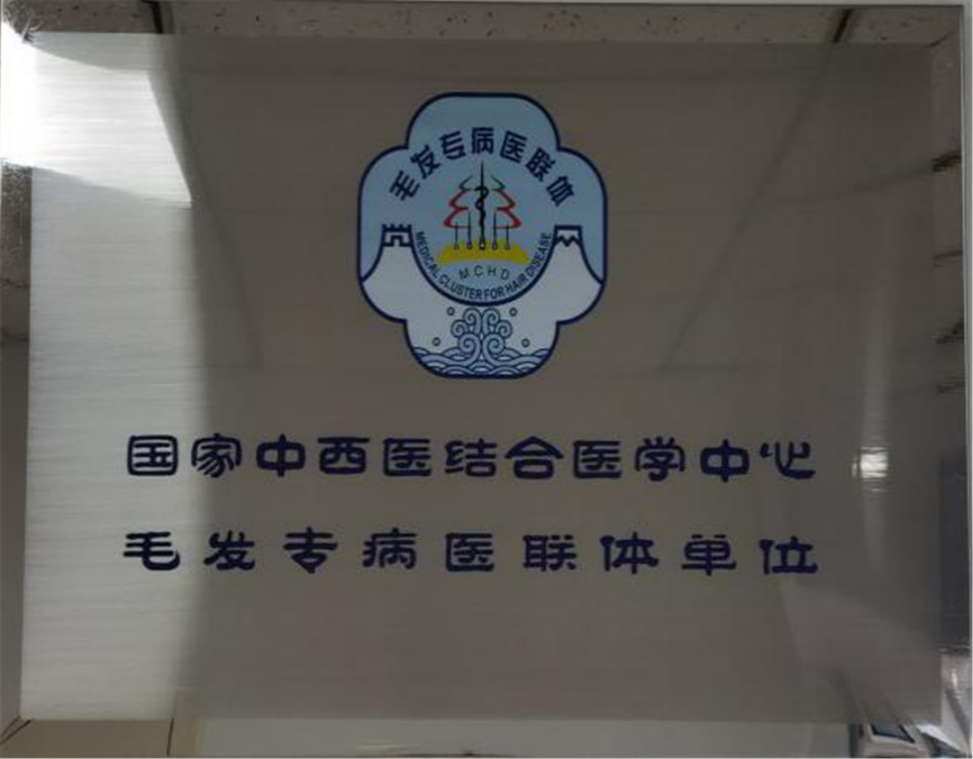 毛发专病医联体
MCHD
MEDICAL CLUSTER FOR HAIR DISEASE
国家中西医结合医学中心
毛发专病医联体单位